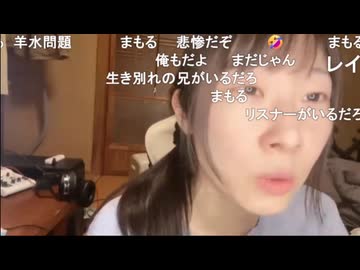 羊水問題 まもる 悲惨だぞ 🤣 まもる
俺もだよ まだじゃん レイ
生き別れの兄がいるだろ
まもる
リスナーがいるだろ